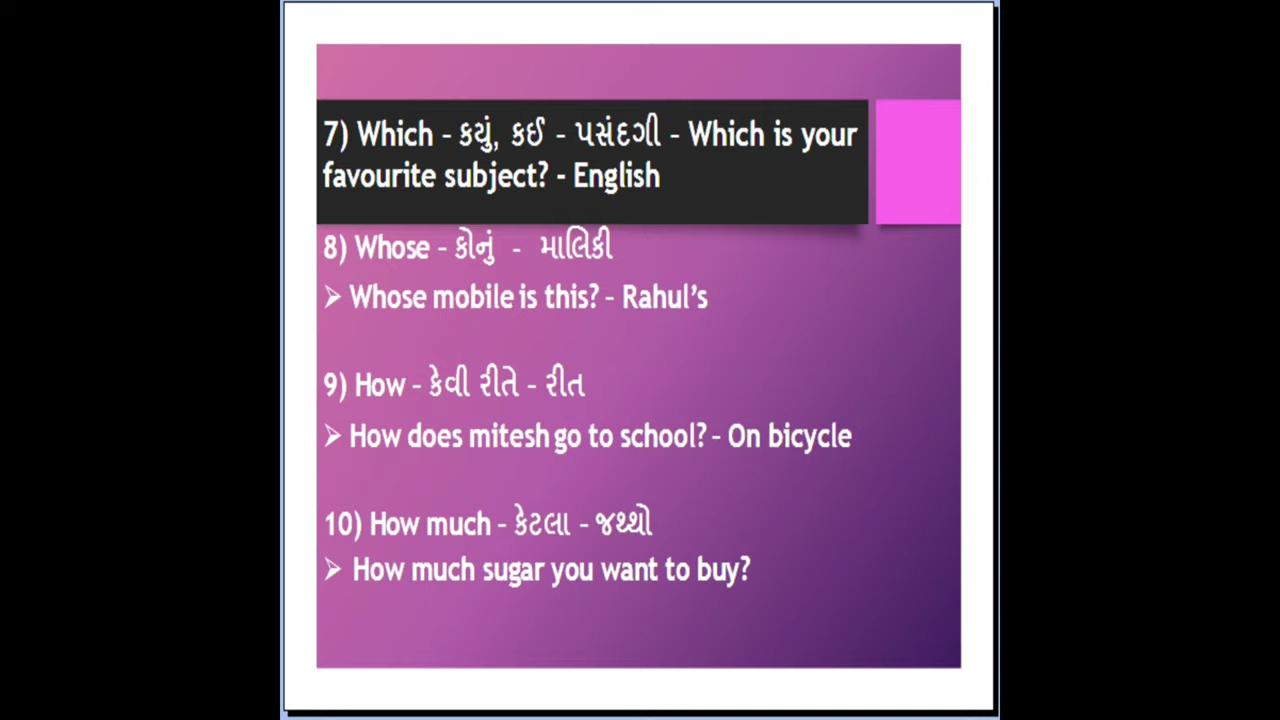 7) Which – કયું, કઈ – પસંદગી – Which is your
favourite subject? - English
8) Whose – કોનું - માલિકી
➢ Whose mobile is this? – Rahul’s
9) How – કેવી રીતે – રીત
➢ How does mitesh go to school? – On bicycle
10) How much – કેટલા – જથ્થો
➢ How much sugar you want to buy?